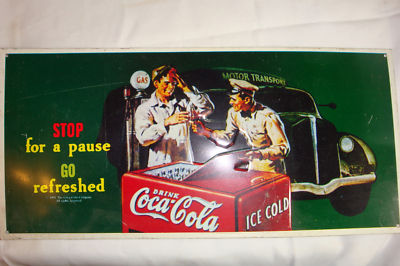 STOP
for a pause
GO
refreshed
GAS
MOTOR TRANSPORT
DRINK
Coca-Cola
ICE COLD